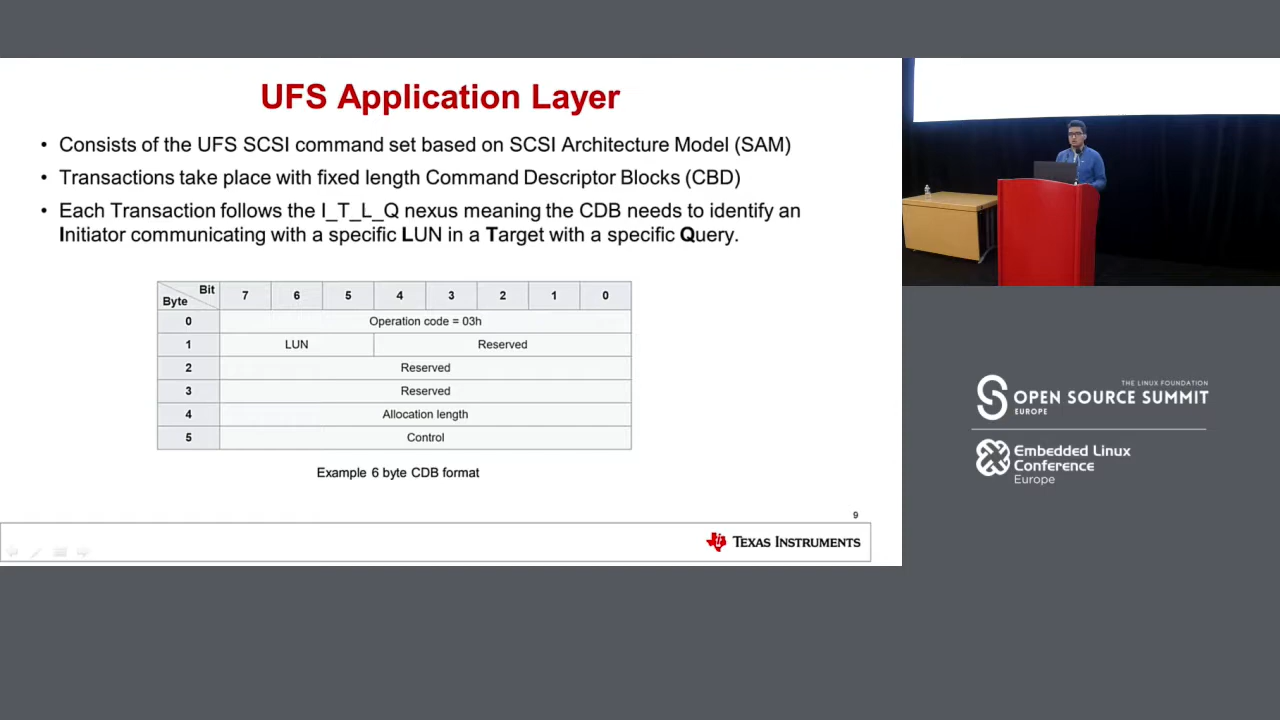 UFS Application Layer
• Consists of the UFS SCSI command set based on SCSI Architecture Model (SAM)
• Transactions take place with fixed length Command Descriptor Blocks (CBD)
• Each Transaction follows the I_T_L_Q nexus meaning the CDB needs to identify an
Initiator communicating with a specific LUN in a Target with a specific Query.
Bit
Byte
7 6 5 4 3 2 1 0
0 Operation code = 03h
1 LUN Reserved
2 Reserved
3 Reserved
4 Allocation length
5 Control
Example 6 byte CDB format
9
TEXAS INSTRUMENTS
THE LINUX FOUNDATION
OPEN SOURCE SUMMIT
EUROPE
Embedded Linux
Conference
Europe